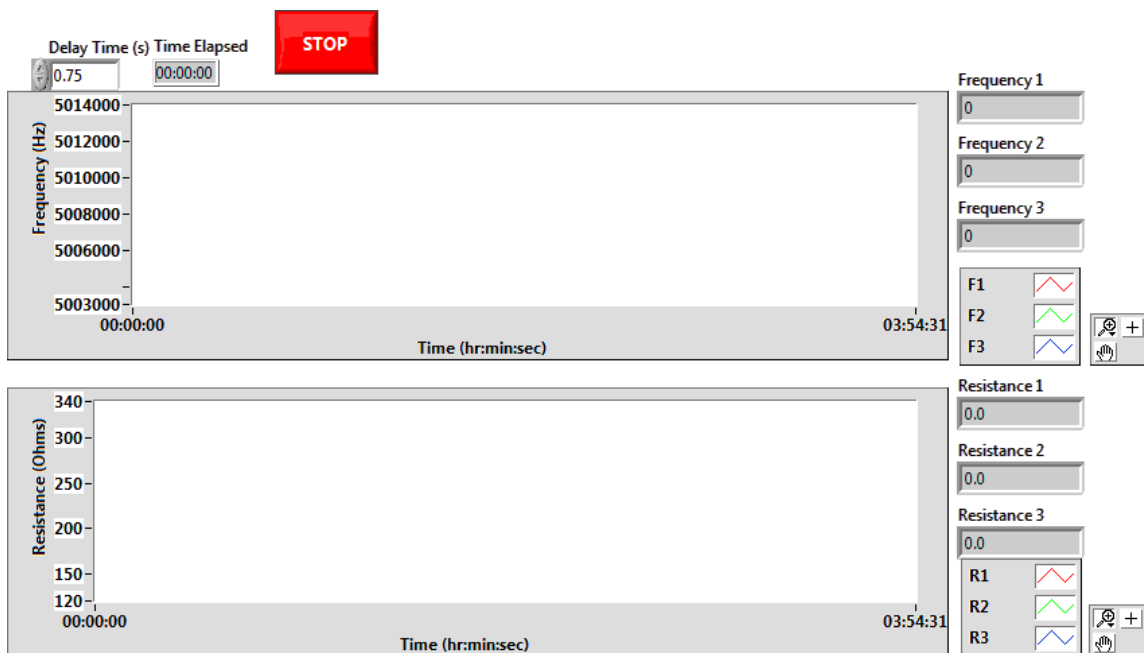 STOP
Delay Time (s) Time Elapsed
0.75 00:00:00
Frequency 1
0
Frequency 2
0
Frequency 3
0
Frequency (Hz)
5014000
5012000
5010000
5008000
5006000
5003000
00:00:00 03:54:31
Time (hr:min:sec)
F1
F2
F3
Resistance 1
0.0
Resistance 2
0.0
Resistance 3
0.0
Resistance (Ohms)
340
300
250
200
150
120
00:00:00 03:54:31
Time (hr:min:sec)
R1
R2
R3